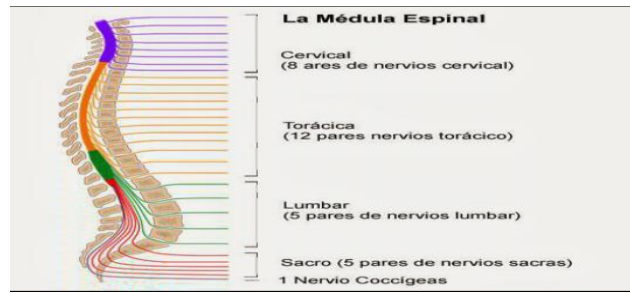 La Médula Espinal
Cervical
(8 ares de nervios cervical)
Torácica
(12 pares nervios torácico)
Lumbar
(5 pares de nervios lumbar)
Sacro (5 pares de nervios sacras)
1 Nervio Coccígeas